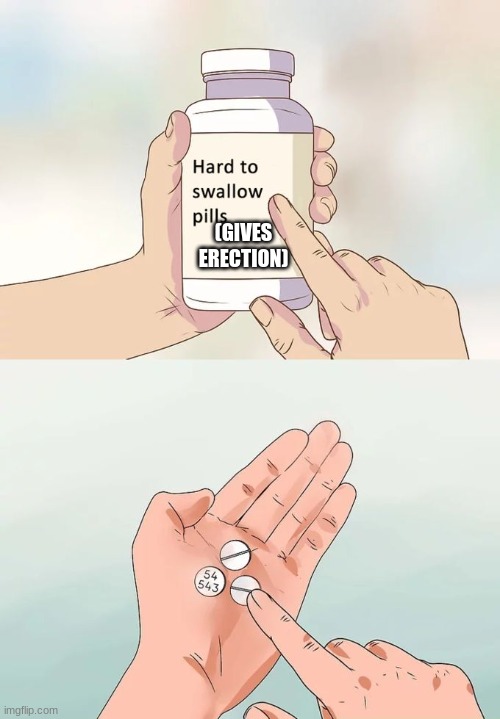 Hard to
swallow
pills
(GIVES
ERECTION)
54
543
imgflip.com